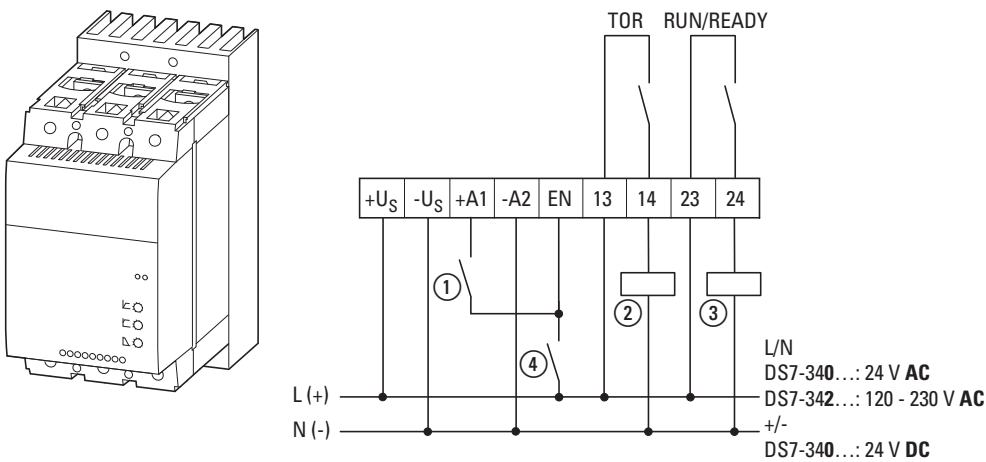 TOR RUN/READY
+US -US +A1 -A2 EN 13 14 23 24
1
2
3
4
L (+)
N (-)
L/N
DS7-340...: 24 V AC
DS7-342...: 120 - 230 V AC
+/-
DS7-340...: 24 V DC